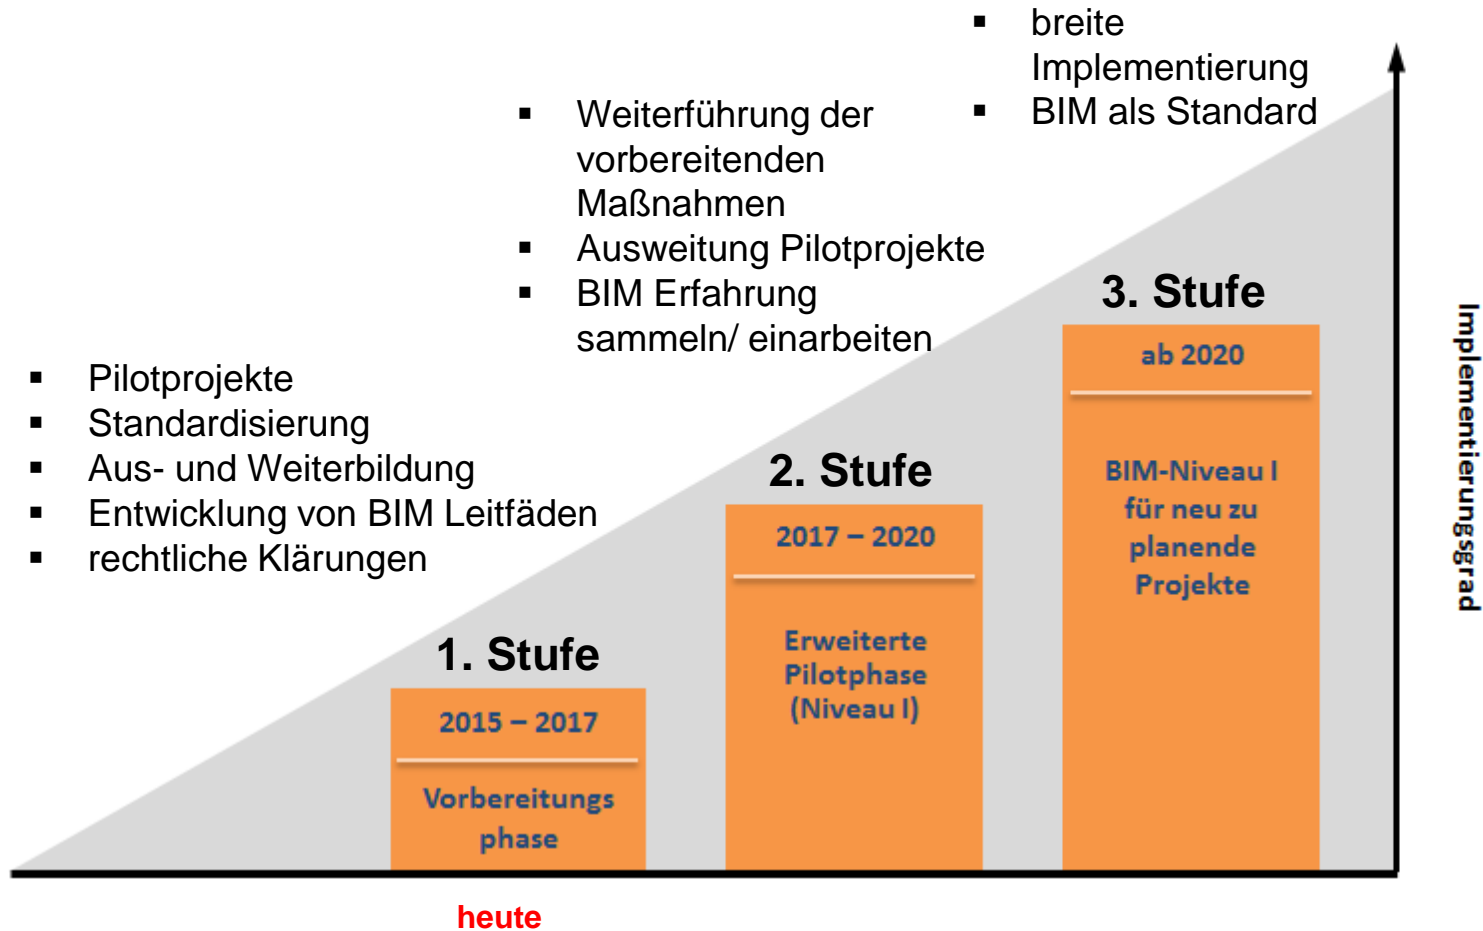 ▪ breite
Implementierung
▪ BIM als Standard
▪ Weiterführung der
vorbereitenden
Maßnahmen
▪ Ausweitung Pilotprojekte
▪ BIM Erfahrung
sammeln/ einarbeiten
▪ Pilotprojekte
▪ Standardisierung
▪ Aus- und Weiterbildung
▪ Entwicklung von BIM Leitfäden
▪ rechtliche Klärungen
1. Stufe
2015 – 2017
Vorbereitungs
phase
2. Stufe
2017 – 2020
Erweiterte
Pilotphase
(Niveau I)
3. Stufe
ab 2020
BIM-Niveau I
für neu zu
planende
Projekte
Implementierungsgrad
heute